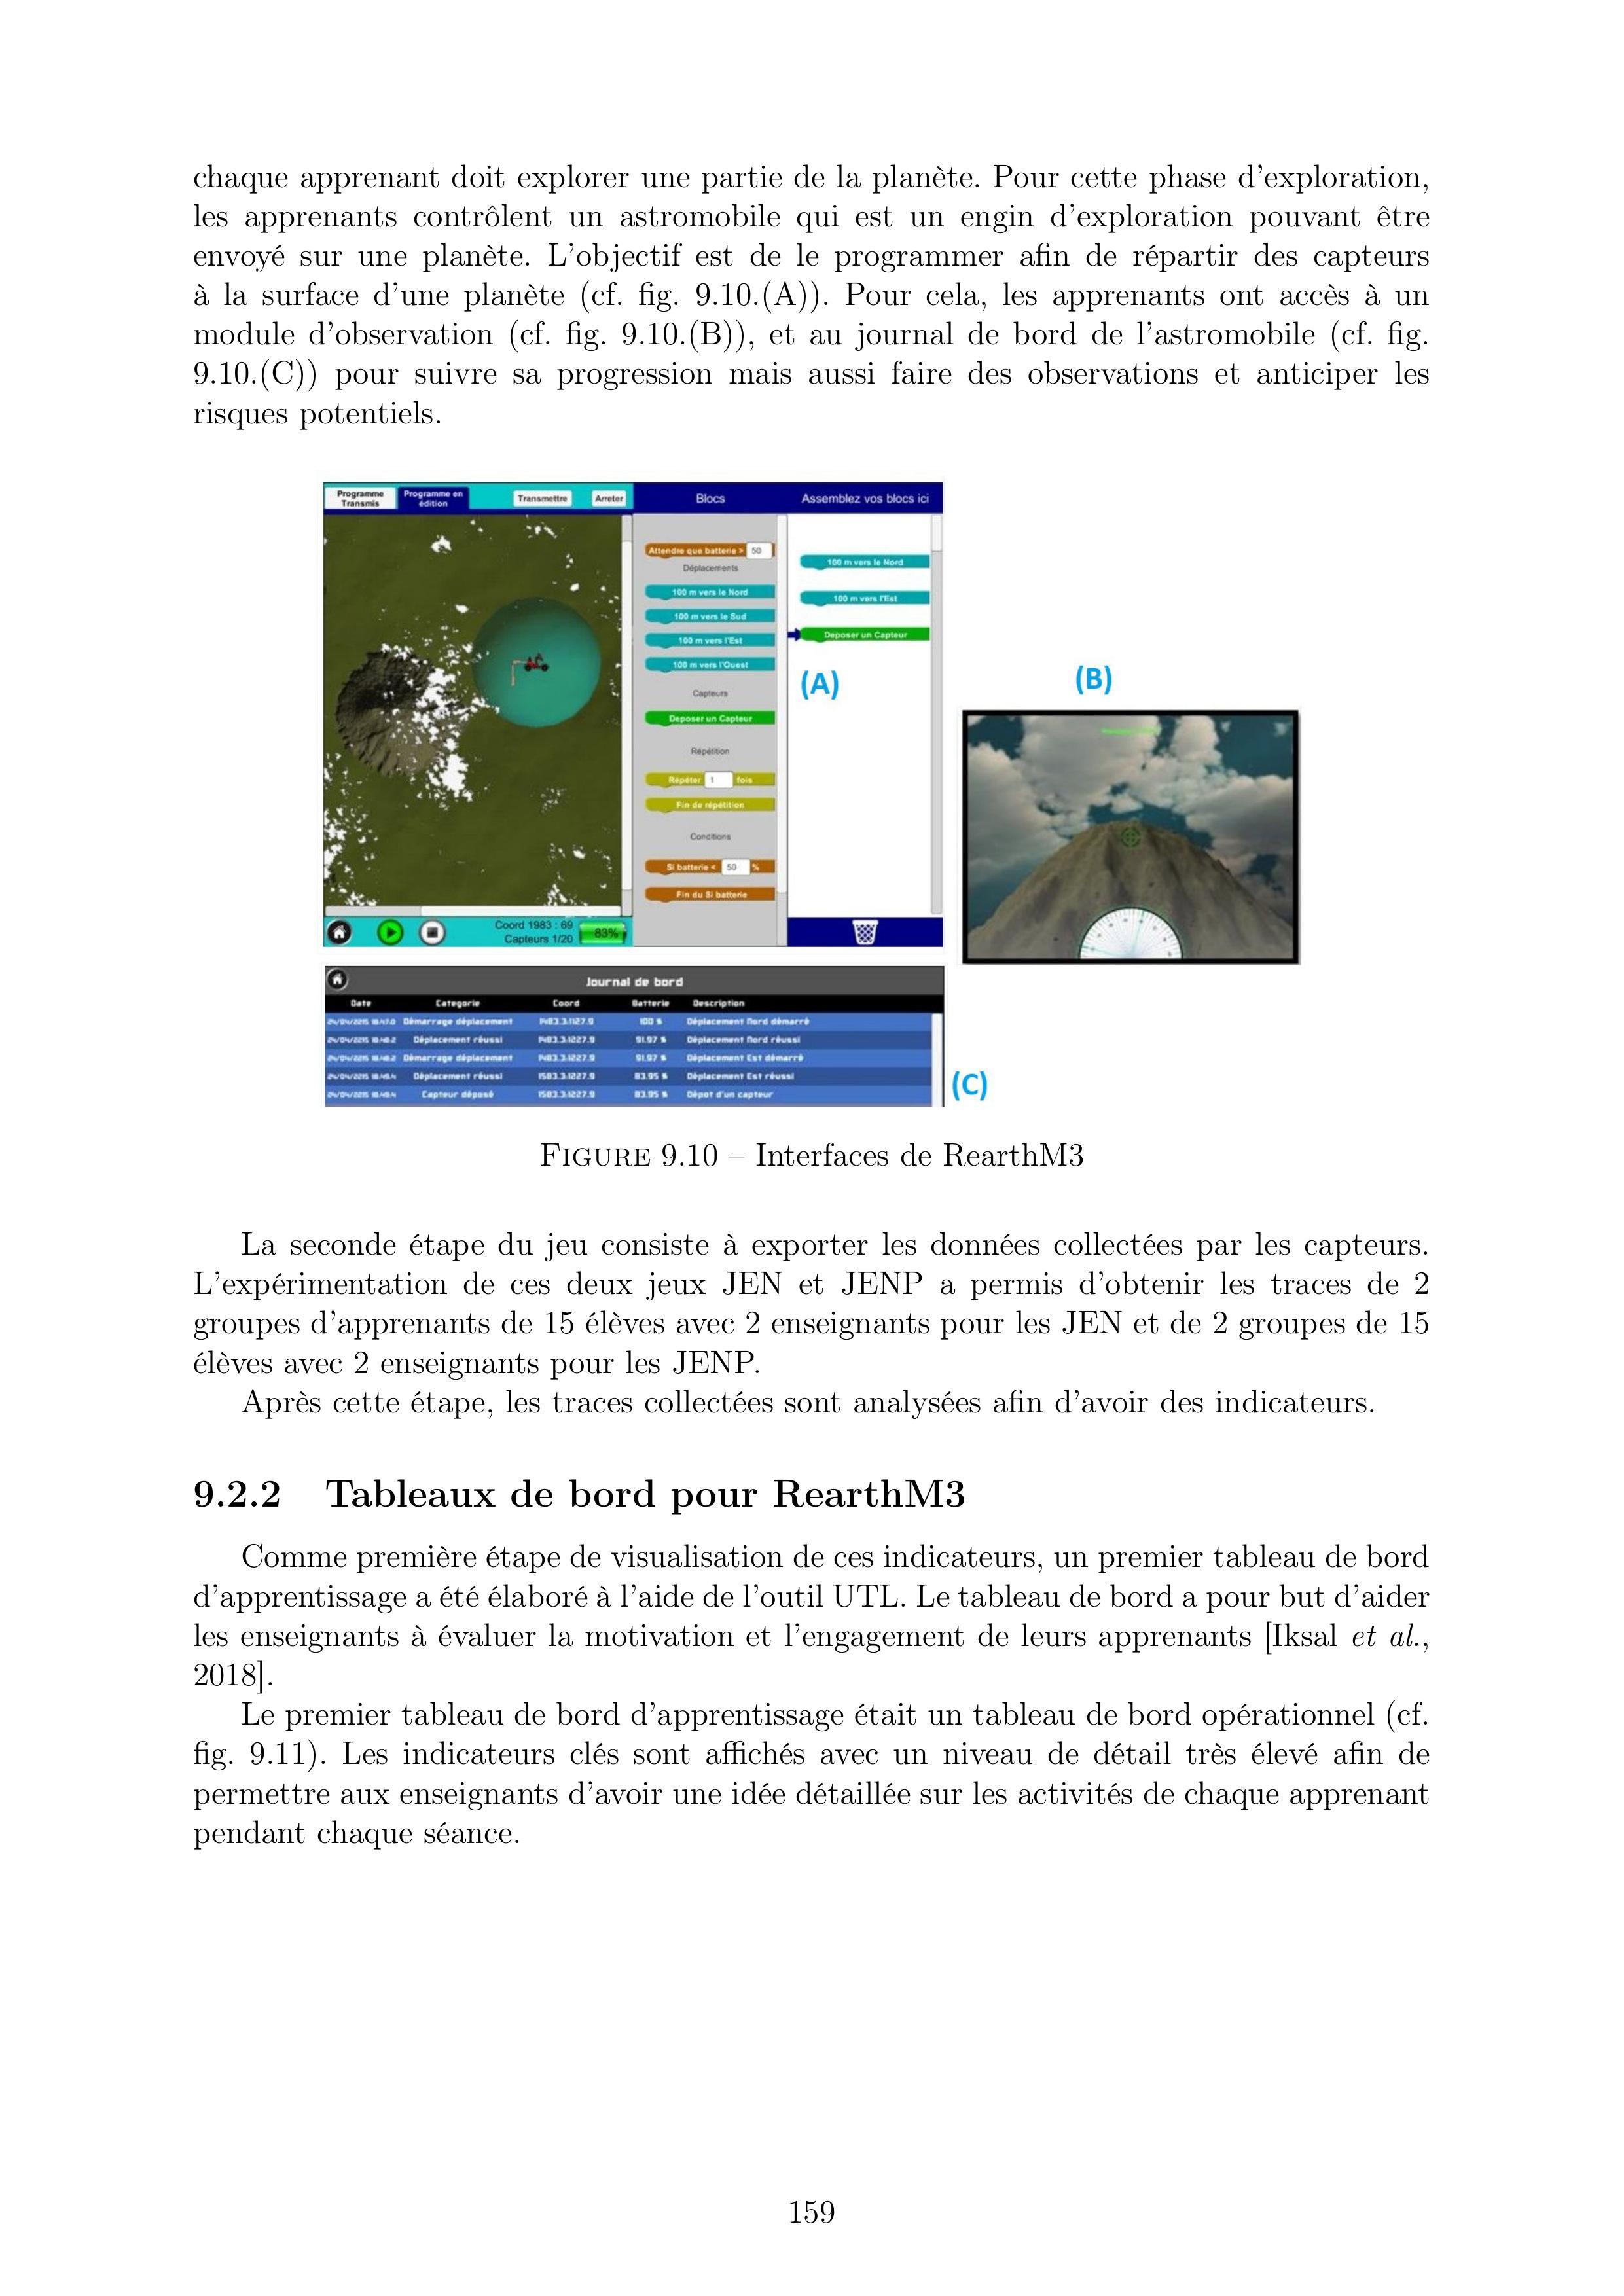 chaque apprenant doit explorer une partie de la planète. Pour cette phase d'exploration,
les apprenants contrôlent un astromobile qui est un engin d'exploration pouvant être
envoyé sur une planète. L'objectif est de le programmer afin de répartir des capteurs
à la surface d'une planète (cf. fig. 9.10.(A)). Pour cela, les apprenants ont accès à un
module d'observation (cf. fig. 9.10.(B)), et au journal de bord de l'astromobile (cf. fig.
9.10.(C)) pour suivre sa progression mais aussi faire des observations et anticiper les
risques potentiels.
Programme Transmis
Programme en édition
Transmettre
Arreter
Blocs
Assemblez vos blocs ici
Attendre que batterie > 50
Déplacements
100 m vers le Nord
100 m vers le Sud
100 m vers l'Est
100 m vers l'Ouest
Capteurs
Deposer un Capteur
Répétition
Répéter 1 fois
Fin de répétition
Conditions
Si batterie < 50 %
Fin du Si batterie
100 m vers le Nord
100 m vers l'Est
Deposer un Capteur
(A)
(B)
Coord 1983 : 69
Capteurs 1/20
83%
Journal de bord
Date Categorie Coord Batterie Description
Démarrage déplacement 100 % Déplacement Nord démarré
Déplacement réussi 91.97 % Déplacement Nord réussi
Démarrage déplacement 91.97 % Déplacement Est démarré
Déplacement réussi 1583.3:1227.9 83.95 % Déplacement Est réussi
Capteur déposé 1583.3:1227.9 83.95 % Dépot d'un capteur
(C)
FIGURE 9.10 – Interfaces de RearthM3
La seconde étape du jeu consiste à exporter les données collectées par les capteurs.
L'expérimentation de ces deux jeux JEN et JENP a permis d'obtenir les traces de 2
groupes d'apprenants de 15 élèves avec 2 enseignants pour les JEN et de 2 groupes de 15
élèves avec 2 enseignants pour les JENP.
Après cette étape, les traces collectées sont analysées afin d'avoir des indicateurs.
9.2.2 Tableaux de bord pour RearthM3
Comme première étape de visualisation de ces indicateurs, un premier tableau de bord
d'apprentissage a été élaboré à l'aide de l'outil UTL. Le tableau de bord a pour but d'aider
les enseignants à évaluer la motivation et l'engagement de leurs apprenants [Iksal et al.,
2018].
Le premier tableau de bord d'apprentissage était un tableau de bord opérationnel (cf.
fig. 9.11). Les indicateurs clés sont affichés avec un niveau de détail très élevé afin de
permettre aux enseignants d'avoir une idée détaillée sur les activités de chaque apprenant
pendant chaque séance.
159